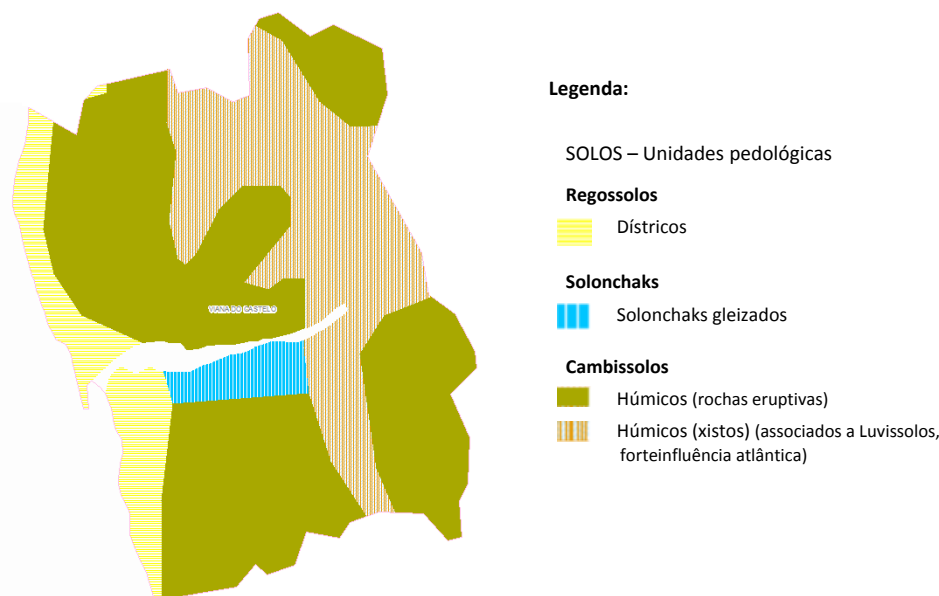 Legenda:
SOLOS – Unidades pedológicas
Regossolos
Dístricos
Solonchaks
VIANA DO CASTELO
Solonchaks gleizados
Cambissolos
Húmicos (rochas eruptivas)
Húmicos (xistos) (associados a Luvissolos,
forteinfluência atlântica)